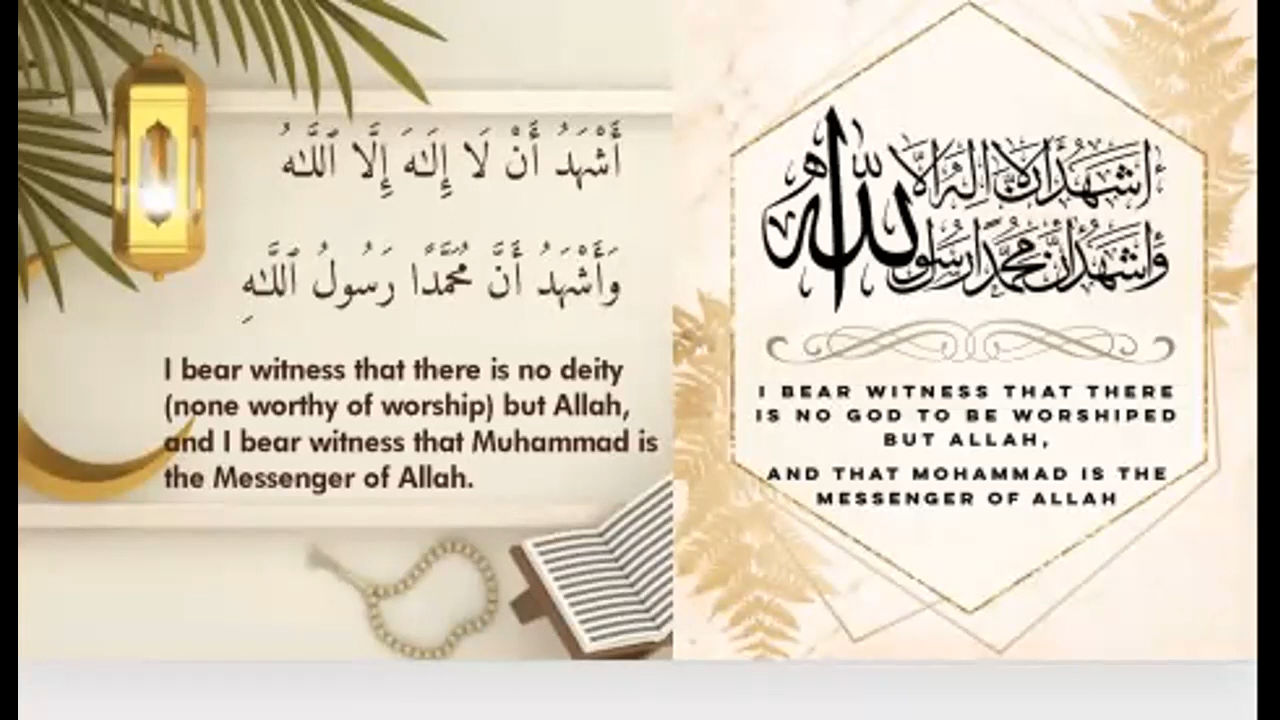 أَشْهَدُ أَنْ لَا إِلَـٰهَ إِلَّا ٱللَّـٰهُ
وَأَشْهَدُ أَنَّ مُحَمَّدًا رَسُولُ ٱللَّـٰهِ
I bear witness that there is no deity
(none worthy of worship) but Allah,
and I bear witness that Muhammad is
the Messenger of Allah.
أشهد أن لا إله إلا الله
وأشهد أن محمدا رسول الله
I BEAR WITNESS THAT THERE
IS NO GOD TO BE WORSHIPED
BUT ALLAH,
AND THAT MOHAMMAD IS THE
MESSENGER OF ALLAH